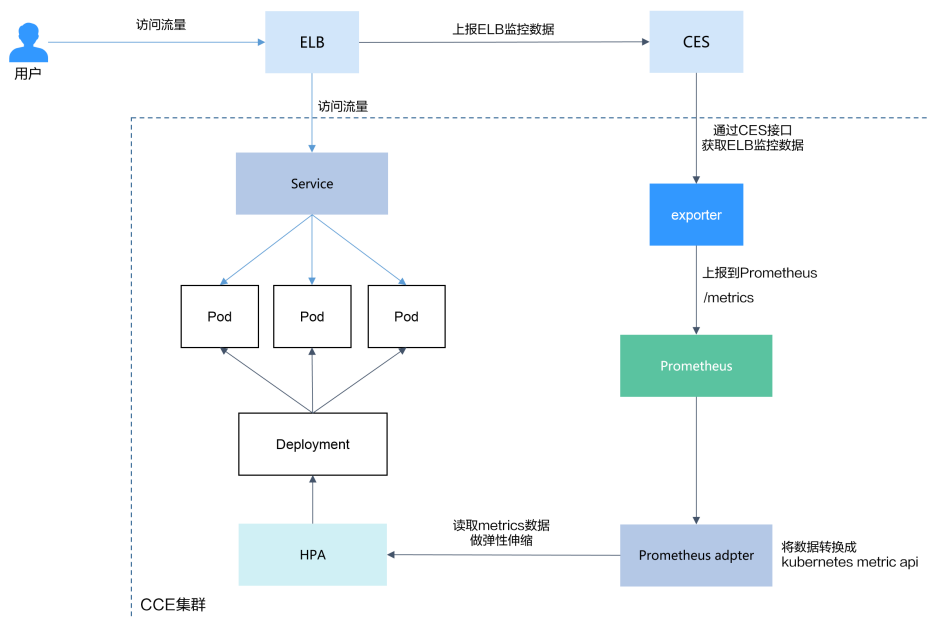 访问流量
上报ELB监控数据
ELB
CES
用户
访问流量
通过CES接口
获取ELB监控数据
Service
exporter
上报到Prometheus
/metrics
Pod
Pod
Pod
Prometheus
Deployment
读取metrics数据
做弹性伸缩
HPA
Prometheus adpter
将数据转换成
kubernetes metric api
CCE集群